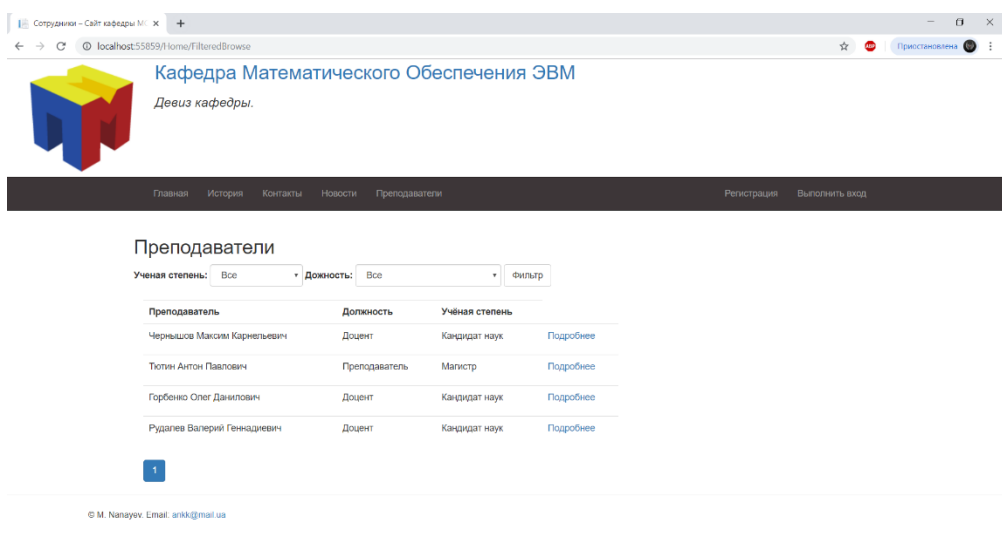 Сотрудники – Сайт кафедры М
localhost:55859/Home/FilteredBrowse
ABP
Приостановлена
Кафедра Математического Обеспечения ЭВМ
Девиз кафедры.
Главная История Контакты Новости Преподаватели Регистрация Выполнить вход
Преподаватели
Ученая степень: Все Дожность: Все Фильтр
Преподаватель Должность Учёная степень
Чернышов Максим Карнельевич Доцент Кандидат наук Подробнее
Тютин Антон Павлович Преподаватель Магистр Подробнее
Горбенко Олег Данилович Доцент Кандидат наук Подробнее
Рудалев Валерий Геннадиевич Доцент Кандидат наук Подробнее
1
© M. Nanayev. Email: ankk@mail.ua